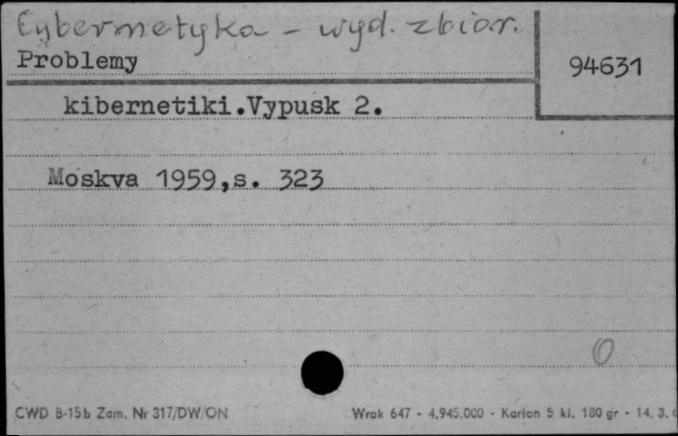 Cybernetyka - wyd. zbior.
Problemy
94631
kibernetiki.Vypusk 2.
Moskva 1959,s. 323
0
CWD B-15b Zam. Nr 317/DW/ON
Wrak 647 - 4.945.000 - Karton 5 kl. 180 gr - 14. 3.